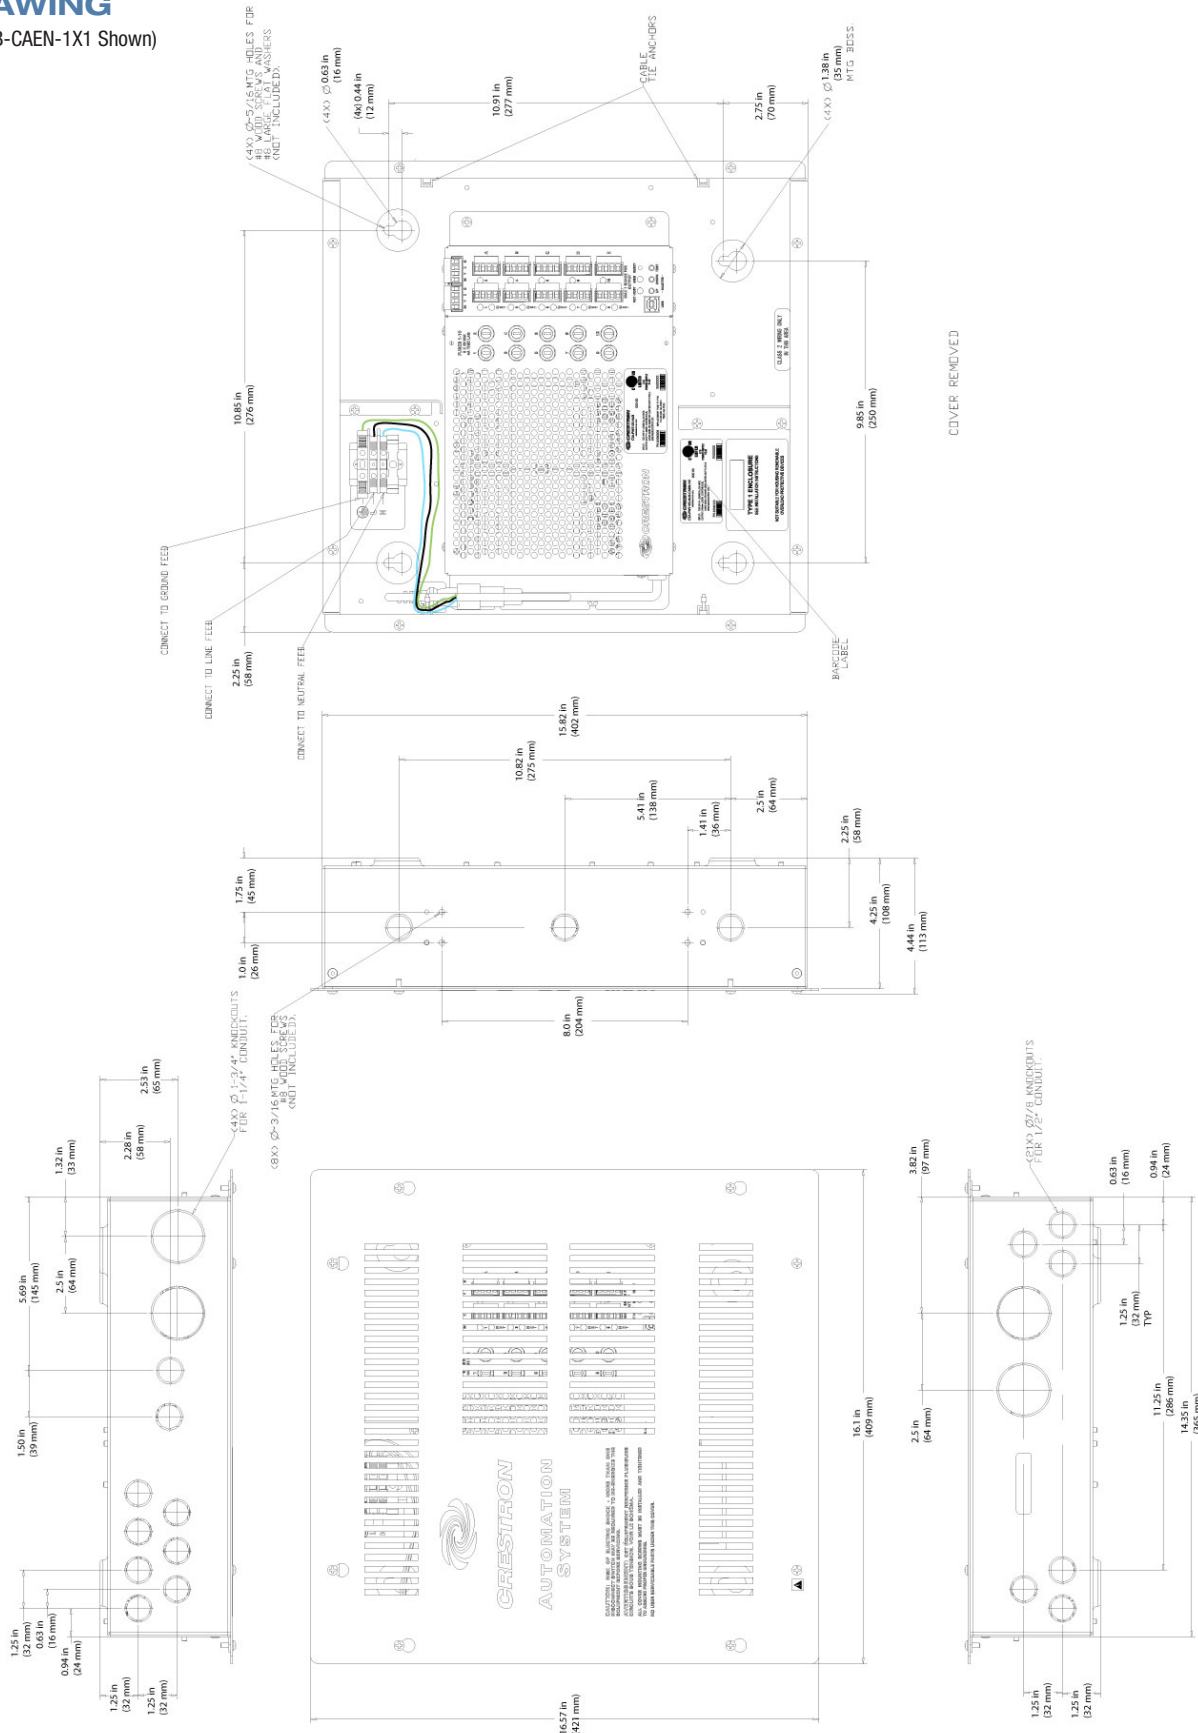 AWING
3-CAEN-1X1 Shown)
(4X) Ø-5/16 MTG HOLES FOR
#8 WOOD SCREWS AND
#8 LARGE FLAT WASHERS
(NOT INCLUDED).
(4X) Ø 0.63 in
(16 mm)
(4x) 0.44 in
(12 mm)
10.91 in
(277 mm)
CABLE
TIE ANCHORS
2.75 in
(70 mm)
(4X) Ø 1.38 in
(35 mm)
MTG BOSS.
10.85 in
(276 mm)
9.85 in
(250 mm)
2.25 in
(58 mm)
CONNECT TO GROUND FEED
CONNECT TO LINE FEED
CONNECT TO NEUTRAL FEED
CLASS 2 WIRING ONLY
IN THIS AREA
CRESTRON
TYPE 1 ENCLOSURE
SEE INSTALLATION INSTRUCTIONS
NOT SUITABLE FOR HOUSING RENEWABLE
OVERLOAD PROTECTIVE DEVICES
BARCODE
LABEL
COVER REMOVED
15.82 in
(402 mm)
10.82 in
(275 mm)
5.41 in
(138 mm)
1.41 in
(36 mm)
2.5 in
(64 mm)
2.25 in
(58 mm)
4.25 in
(108 mm)
4.44 in
(113 mm)
1.75 in
(45 mm)
1.0 in
(26 mm)
8.0 in
(204 mm)
(8X) Ø-3/16 MTG HOLES FOR
#8 WOOD SCREWS
(NOT INCLUDED).
(4X) Ø 1-3/4" KNOCKOUTS
FOR 1-1/4" CONDUIT.
2.53 in
(65 mm)
2.28 in
(58 mm)
1.32 in
(33 mm)
5.69 in
(145 mm)
2.5 in
(64 mm)
1.50 in
(39 mm)
1.25 in
(32 mm)
0.63 in
(16 mm)
0.94 in
(24 mm)
1.25 in
(32 mm)
1.25 in
(32 mm)
CRESTRON
AUTOMATION
SYSTEM
16.1 in
(409 mm)
16.57 in
(421 mm)
(21X) Ø7/8 KNOCKOUTS
FOR 1/2" CONDUIT.
3.82 in
(97 mm)
0.63 in
(16 mm)
0.94 in
(24 mm)
1.25 in
(32 mm)
TYP
2.5 in
(64 mm)
11.25 in
(286 mm)
14.35 in
(365 mm)
1.25 in
(32 mm)
1.25 in
(32 mm)